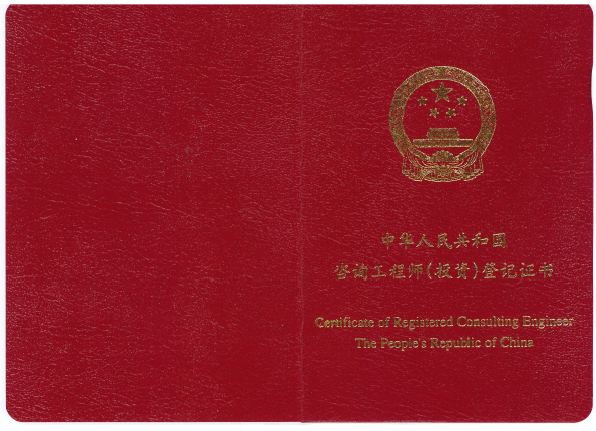 中华人民共和国
咨询工程师(投资)登记证书
Certificate of Registered Consulting Engineer
The People's Republic of China